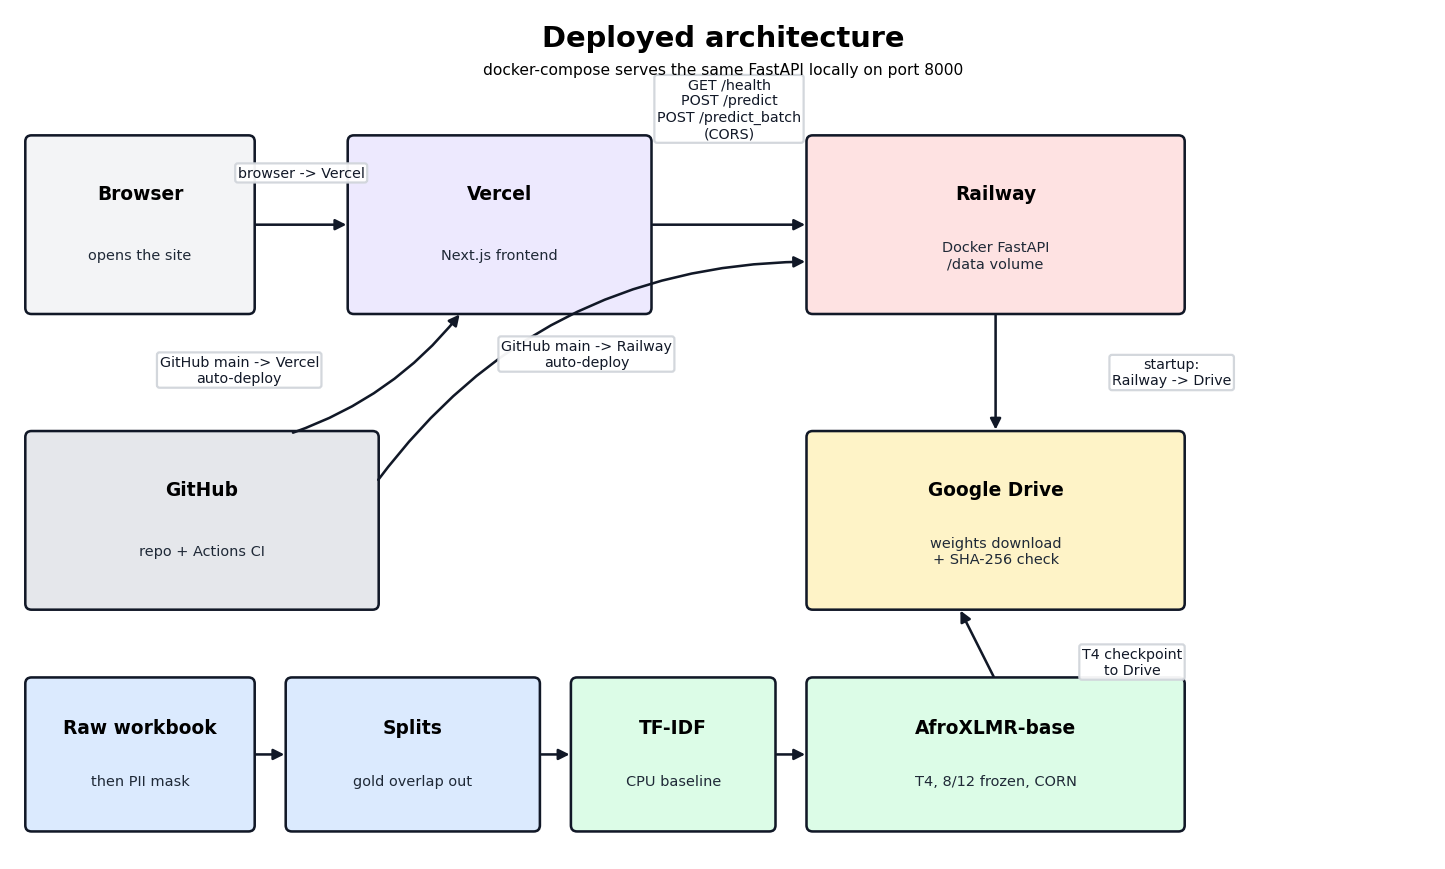 Deployed architecture
docker-compose serves the same FastAPI locally on port 8000
GET /health
POST /predict
POST /predict_batch
(CORS)
Browser
opens the site
browser -> Vercel
Vercel
Next.js frontend
Railway
Docker FastAPI
/data volume
GitHub main -> Vercel
auto-deploy
GitHub main -> Railway
auto-deploy
startup:
Railway -> Drive
GitHub
repo + Actions CI
Google Drive
weights download
+ SHA-256 check
T4 checkpoint
to Drive
Raw workbook
then PII mask
Splits
gold overlap out
TF-IDF
CPU baseline
AfroXLMR-base
T4, 8/12 frozen, CORN